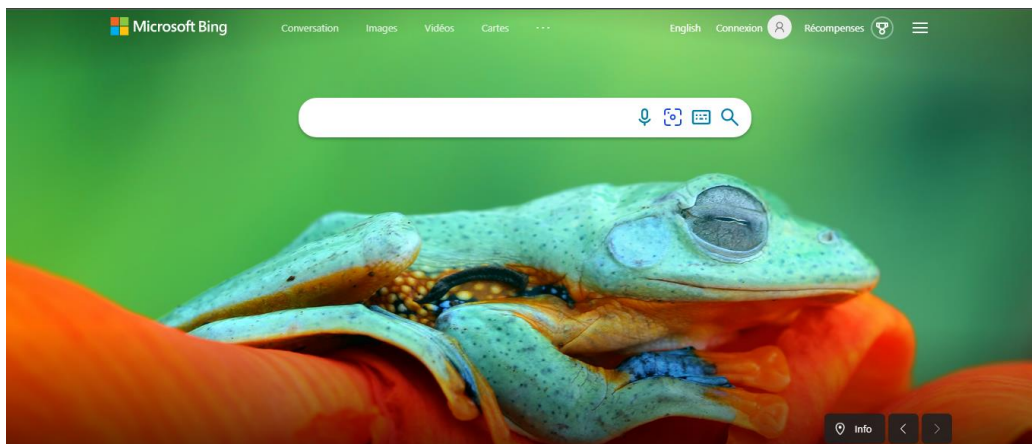 Microsoft Bing Conversation Images Vidéos Cartes ··· English Connexion Récompenses
Info